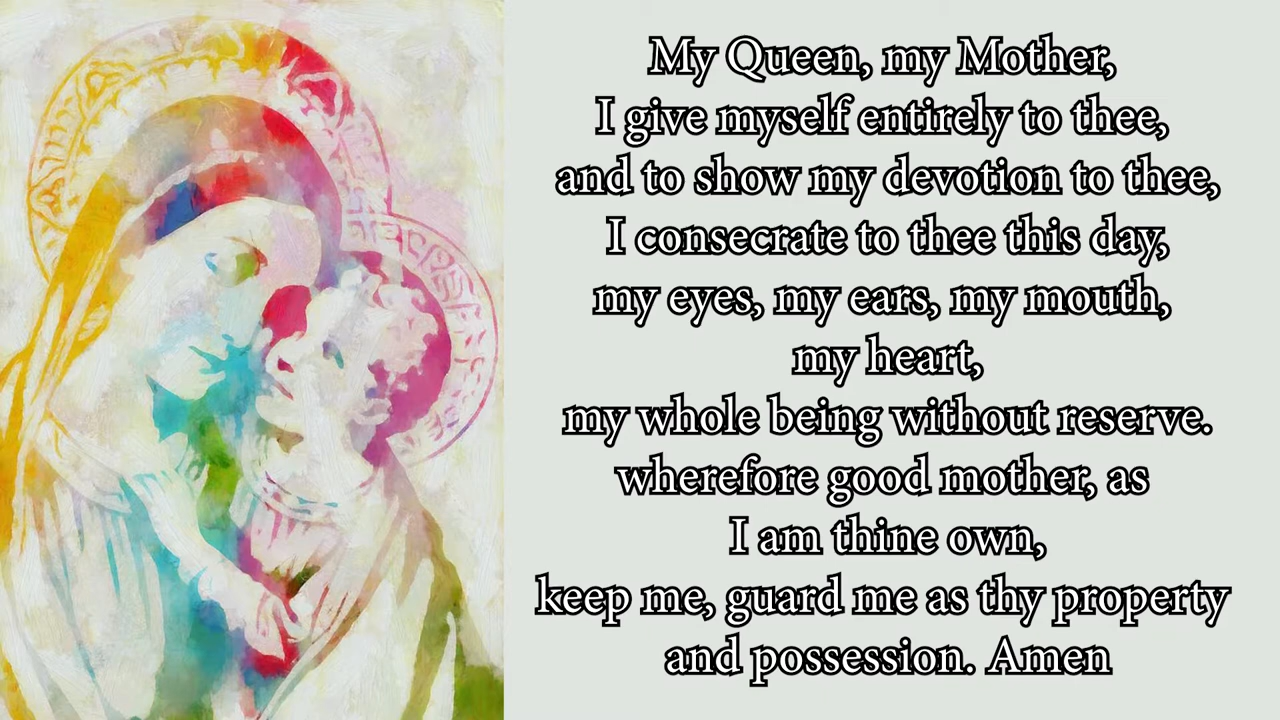 My Queen, my Mother,
I give myself entirely to thee,
and to show my devotion to thee,
I consecrate to thee this day,
my eyes, my ears, my mouth,
my heart,
my whole being without reserve.
wherefore good mother, as
I am thine own,
keep me, guard me as thy property
and possession. Amen